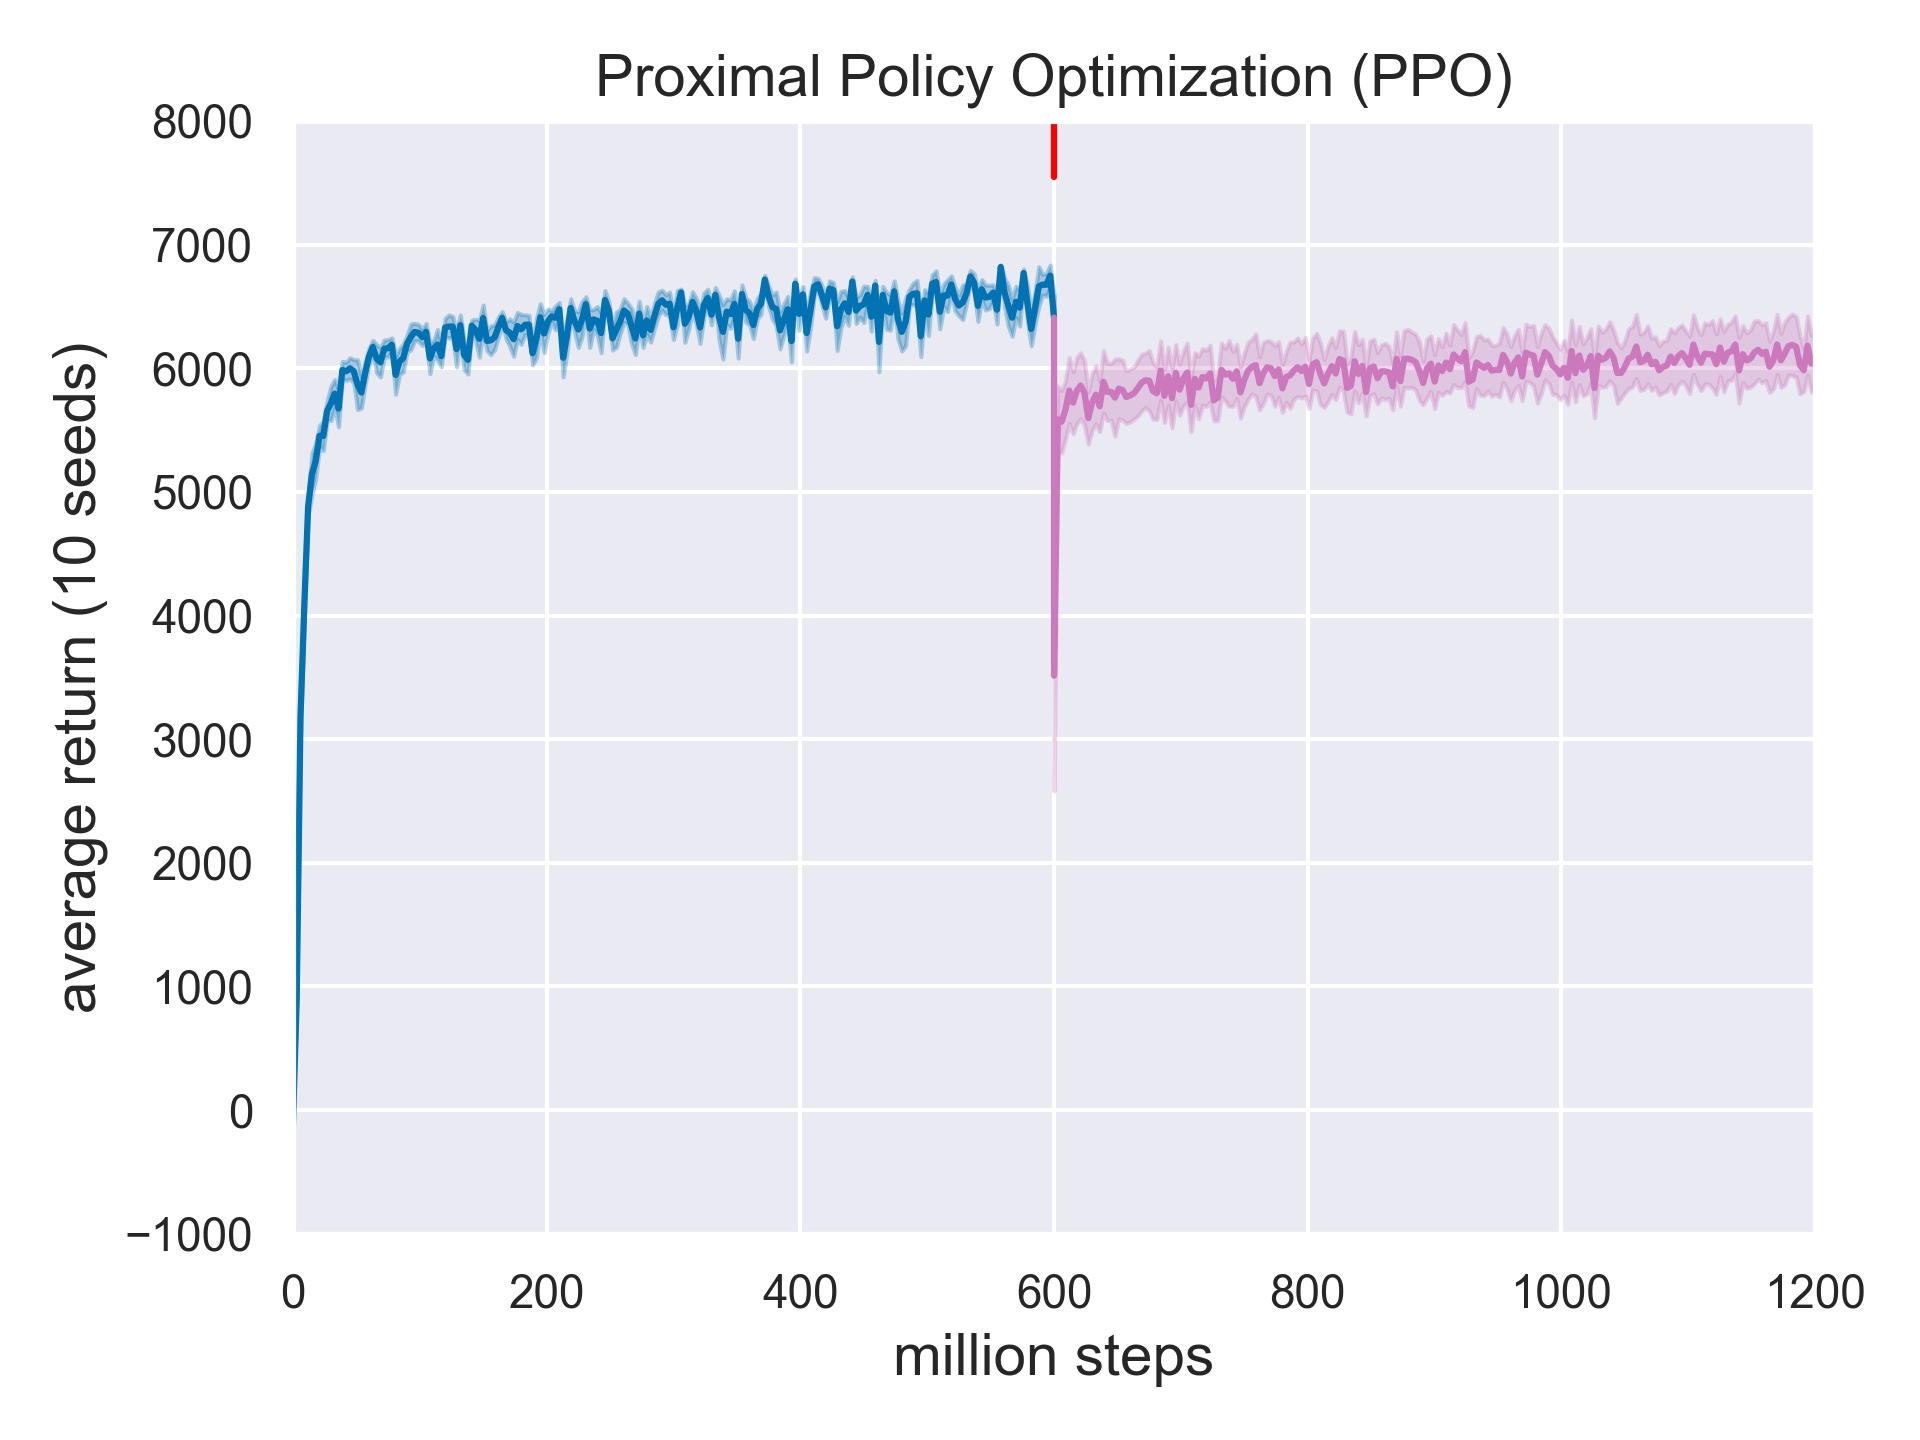 Proximal Policy Optimization (PPO)
8000
7000
6000
5000
4000
3000
2000
1000
0
−1000
average return (10 seeds)
0 200 400 600 800 1000 1200
million steps